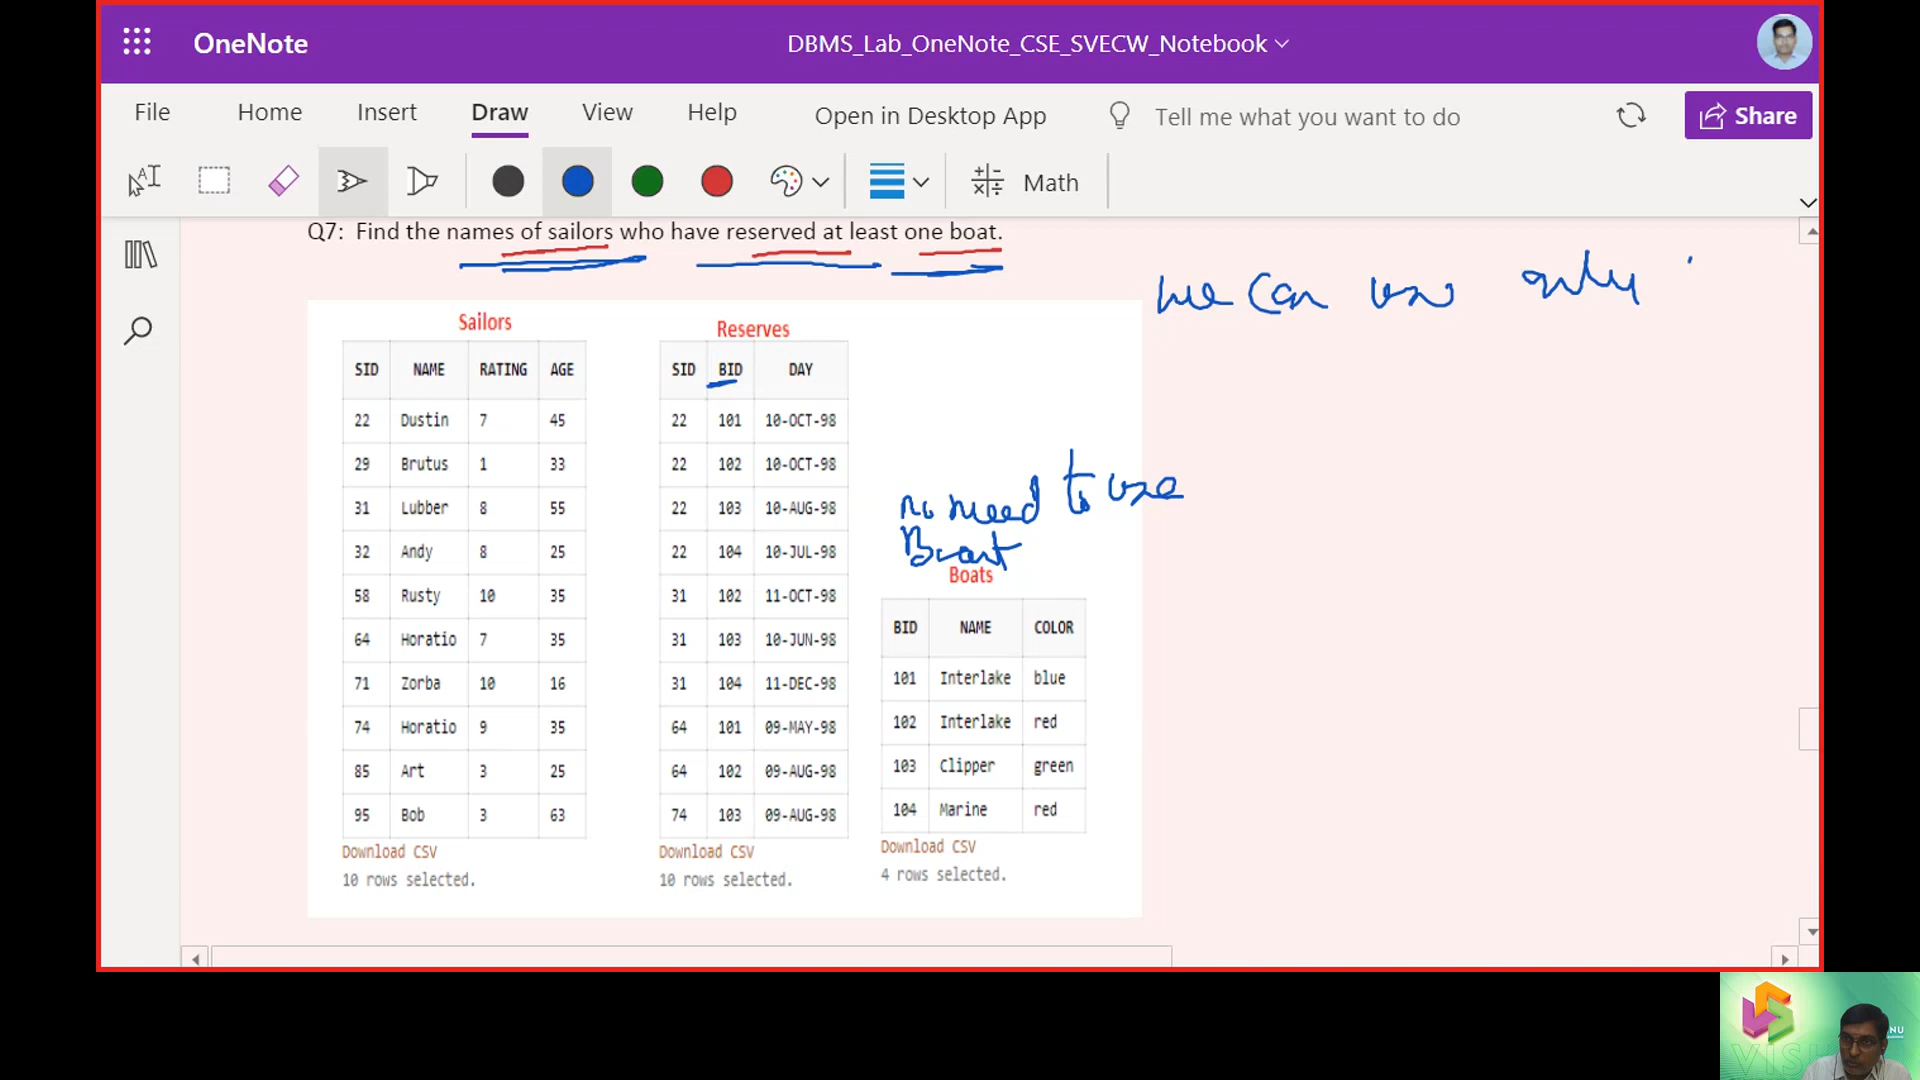 OneNote
DBMS_Lab_OneNote_CSE_SVECW_Notebook
File Home Insert Draw View Help Open in Desktop App Tell me what you want to do Share
Math
Q7: Find the names of sailors who have reserved at least one boat.
we can use only
Sailors
SID NAME RATING AGE
22 Dustin 7 45
29 Brutus 1 33
31 Lubber 8 55
32 Andy 8 25
58 Rusty 10 35
64 Horatio 7 35
71 Zorba 10 16
74 Horatio 9 35
85 Art 3 25
95 Bob 3 63
Download CSV
10 rows selected.
Reserves
SID BID DAY
22 101 10-OCT-98
22 102 10-OCT-98
22 103 10-AUG-98
22 104 10-JUL-98
31 102 11-OCT-98
31 103 10-JUN-98
31 104 11-DEC-98
64 101 09-MAY-98
64 102 09-AUG-98
74 103 09-AUG-98
Download CSV
10 rows selected.
no need to use
Boat
Boats
BID NAME COLOR
101 Interlake blue
102 Interlake red
103 Clipper green
104 Marine red
Download CSV
4 rows selected.